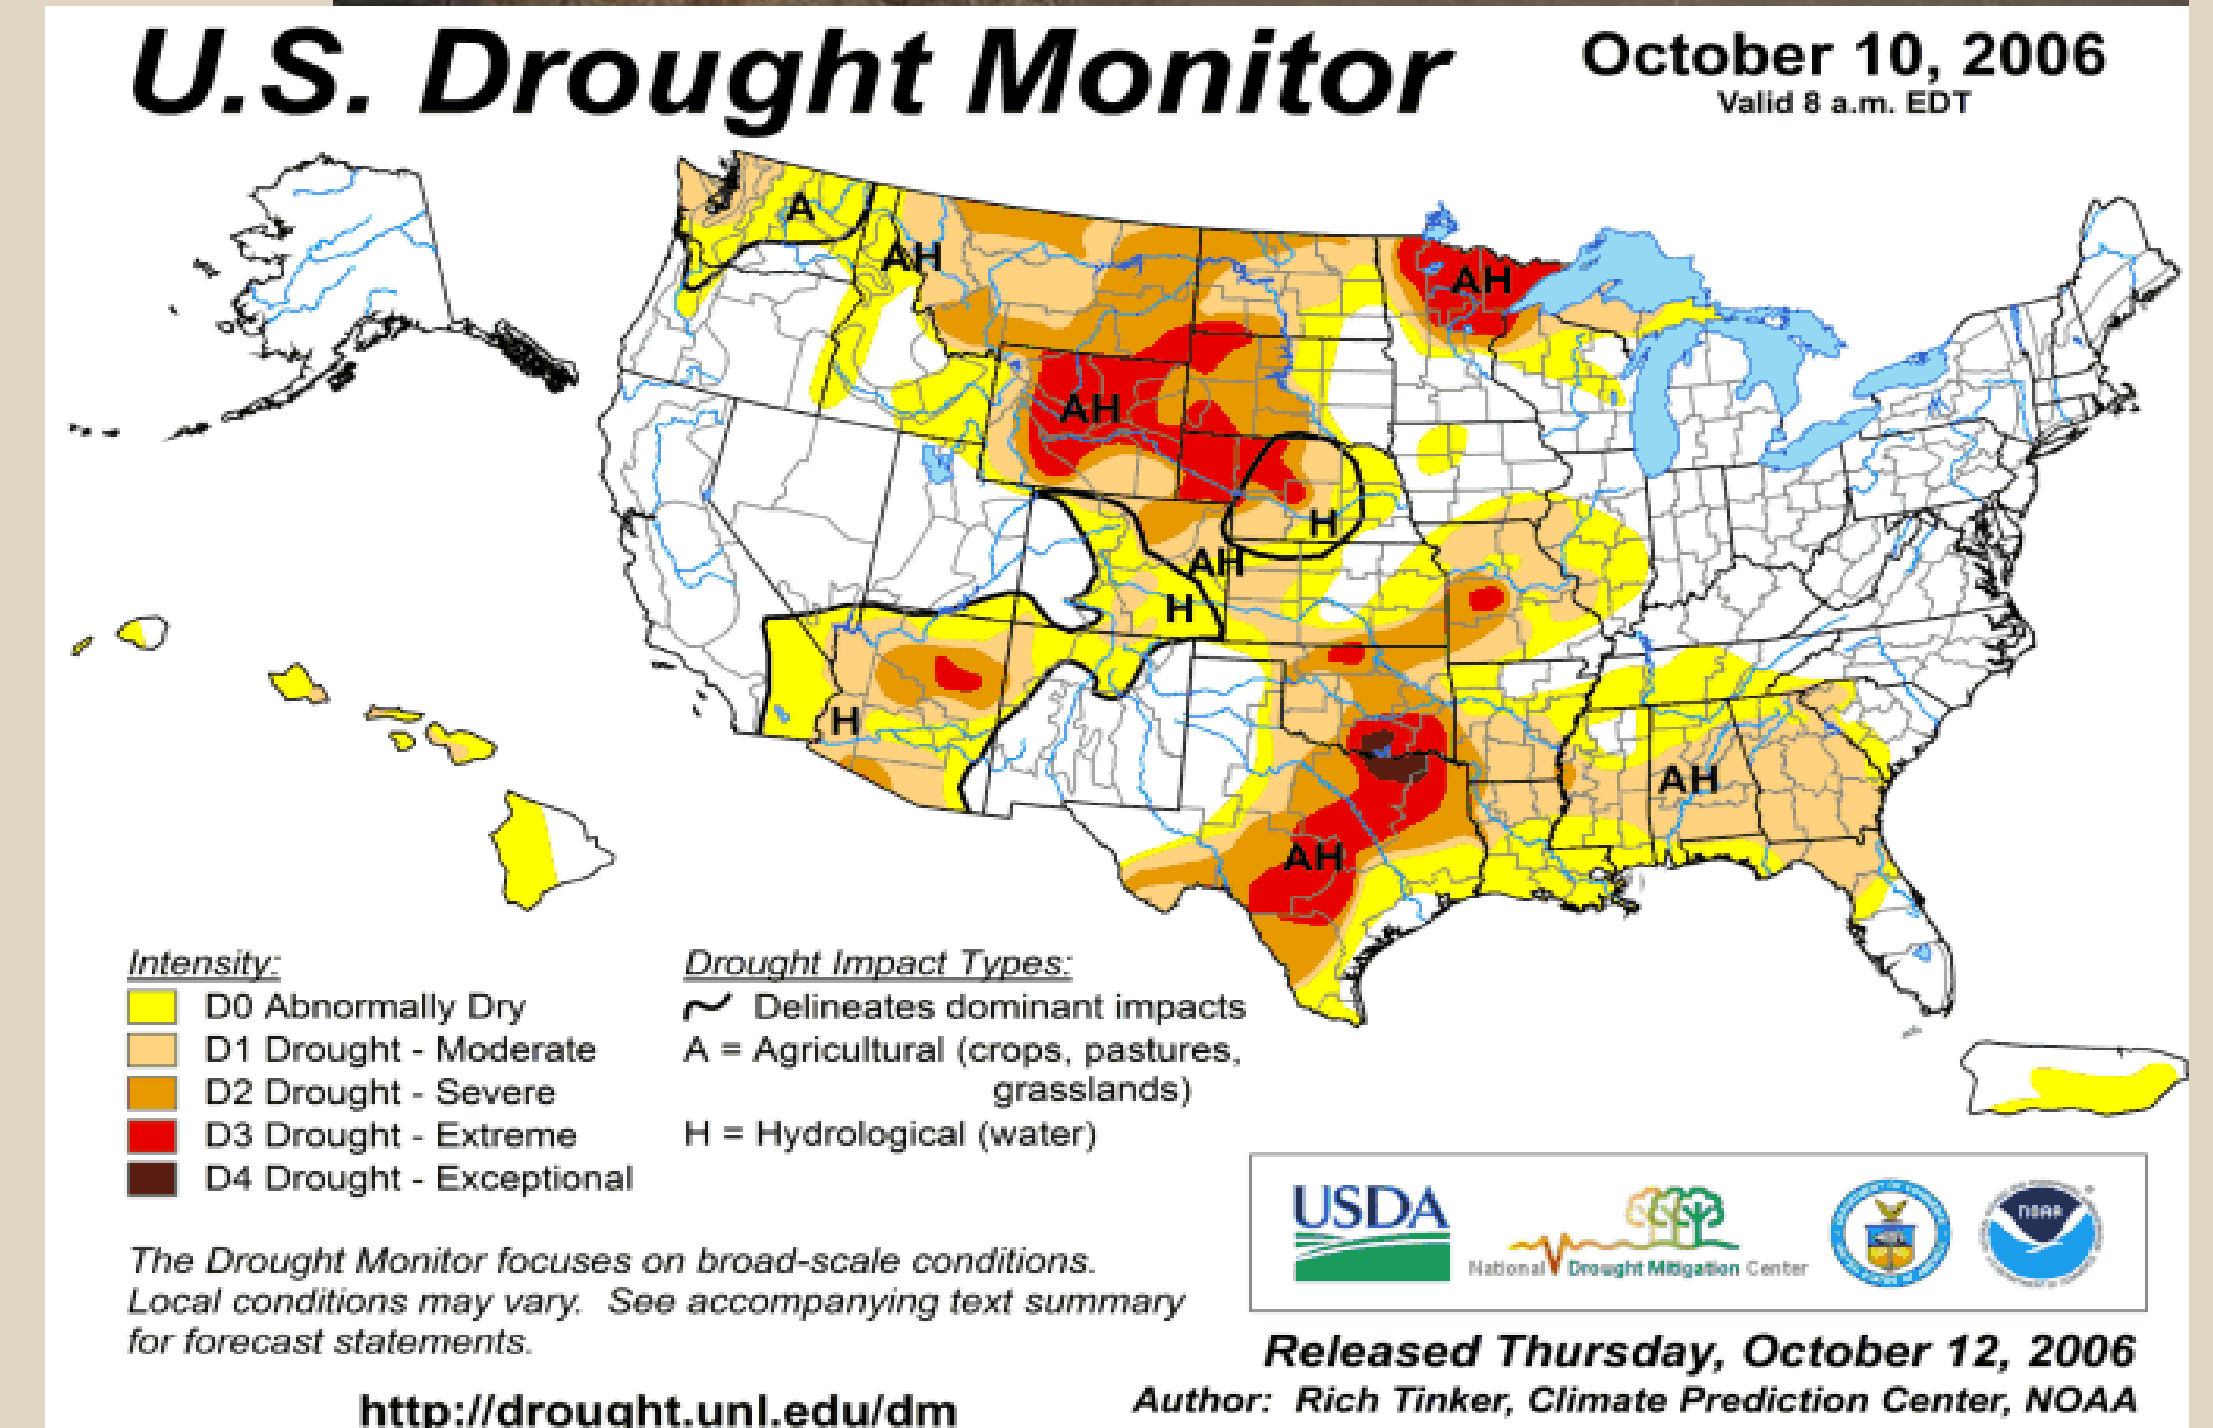 U.S. Drought Monitor
October 10, 2006
Valid 8 a.m. EDT
A
AH
AH
AH
H
AH
H
H
AH
AH
Intensity:
D0 Abnormally Dry
D1 Drought - Moderate
D2 Drought - Severe
D3 Drought - Extreme
D4 Drought - Exceptional
Drought Impact Types:
Delineates dominant impacts
A = Agricultural (crops, pastures,
grasslands)
H = Hydrological (water)
The Drought Monitor focuses on broad-scale conditions.
Local conditions may vary. See accompanying text summary
for forecast statements.
http://drought.unl.edu/dm
USDA
National Drought Mitigation Center
NOAA
Released Thursday, October 12, 2006
Author: Rich Tinker, Climate Prediction Center, NOAA